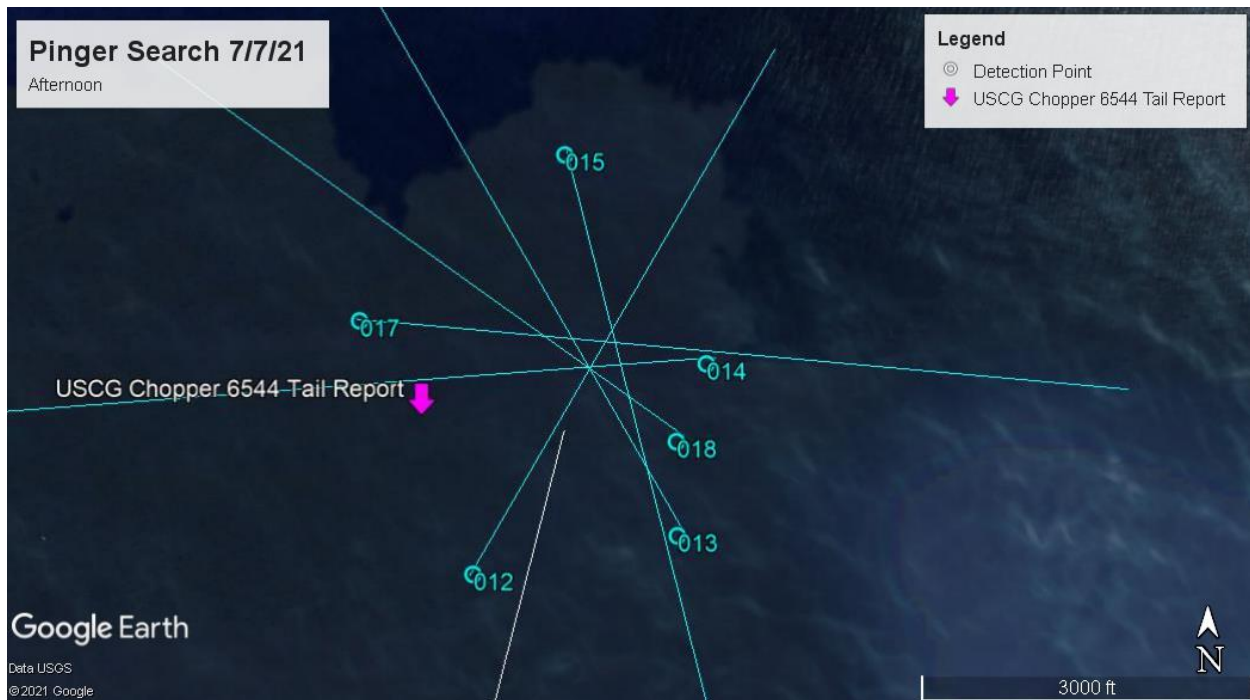 Pinger Search 7/7/21
Afternoon
Legend
Detection Point
USCG Chopper 6544 Tail Report
015
017
014
USCG Chopper 6544 Tail Report
018
013
012
Google Earth
Data USGS
©2021 Google
N
3000 ft